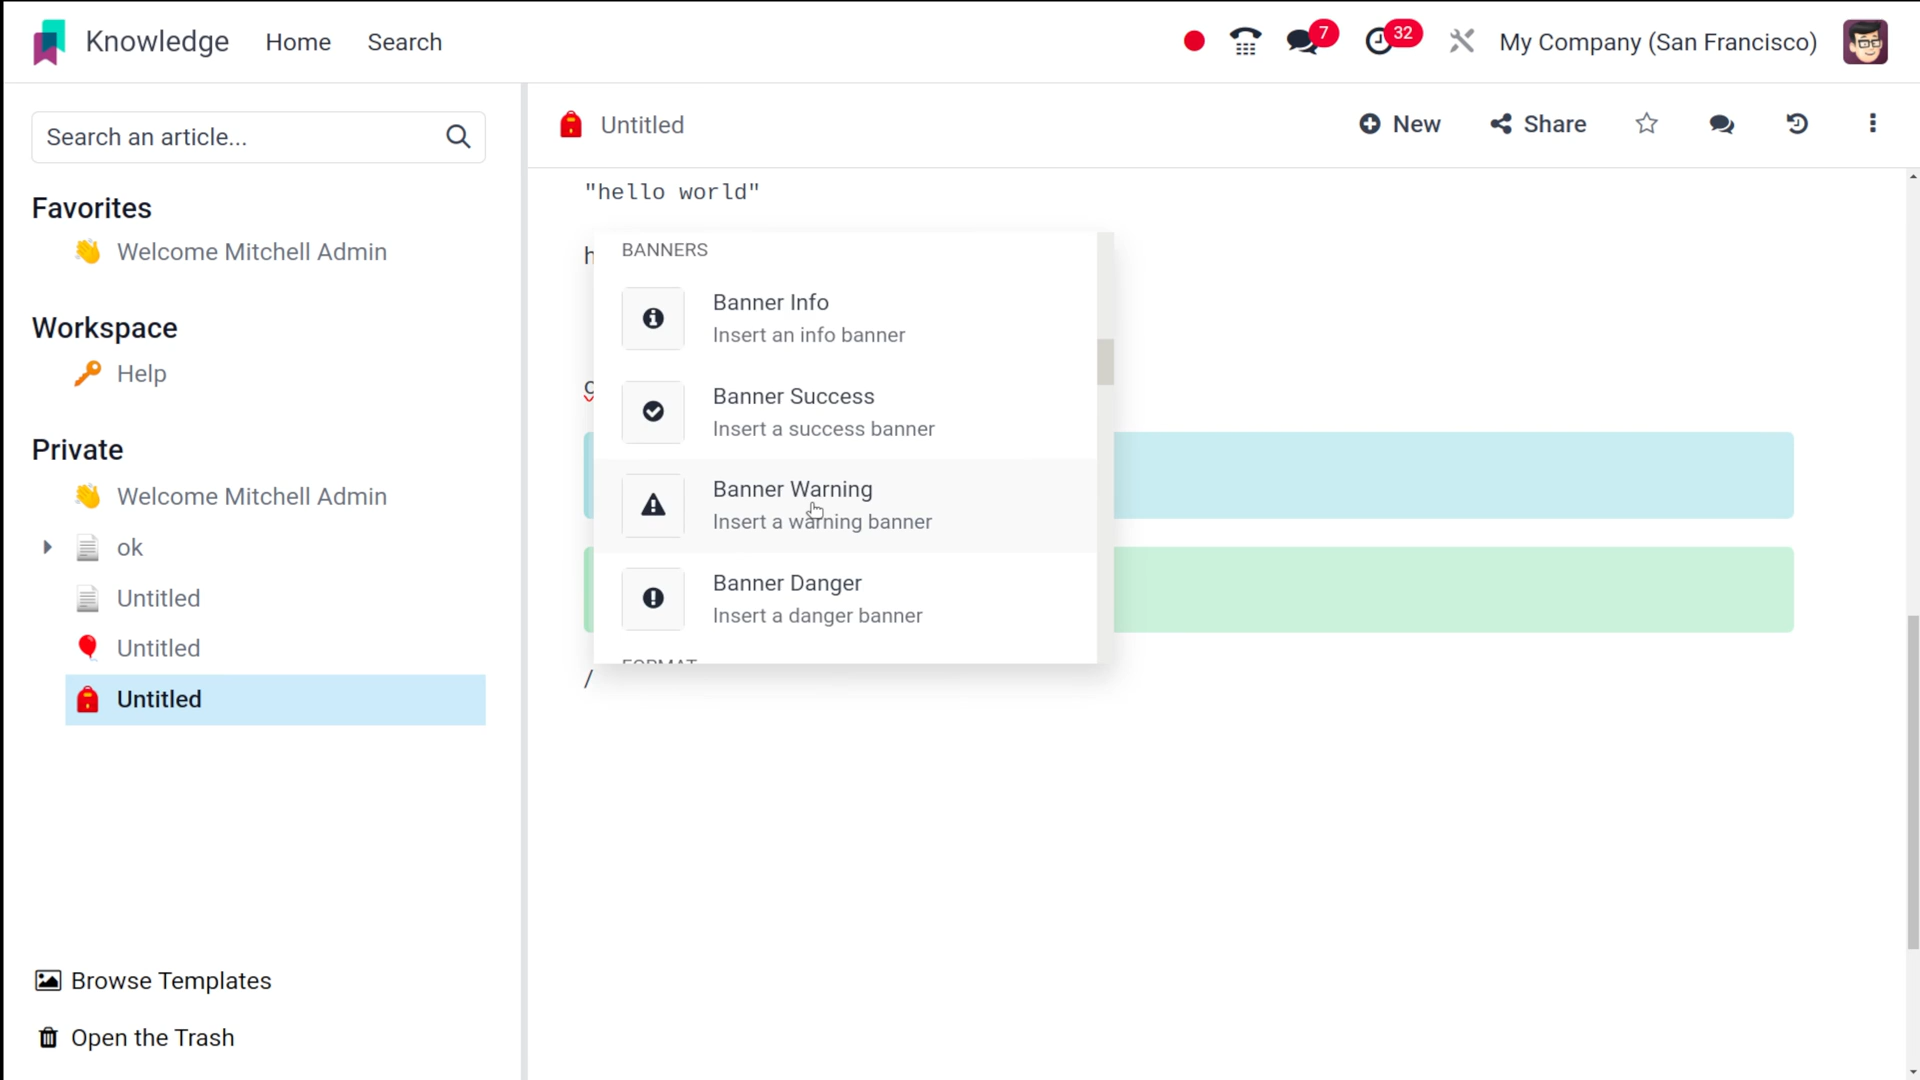 Knowledge Home Search 7 32 My Company (San Francisco)
Search an article...
Favorites
Welcome Mitchell Admin
Workspace
Help
Private
Welcome Mitchell Admin
ok
Untitled
Untitled
Untitled
Browse Templates
Open the Trash
Untitled New Share
"hello world"
h
BANNERS
Banner Info
Insert an info banner
Banner Success
Insert a success banner
Banner Warning
Insert a warning banner
Banner Danger
Insert a danger banner
FORMAT
/